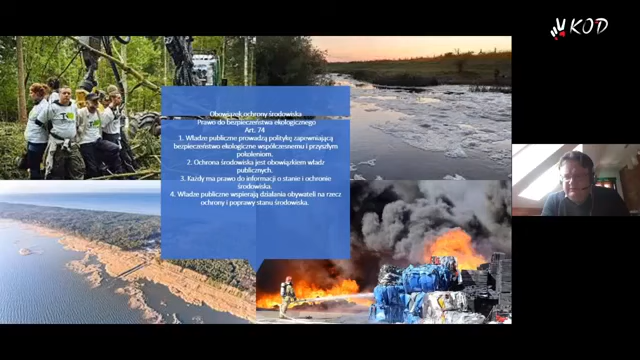 KOD
Obowiązek ochrony środowiska
Prawo do bezpieczeństwa ekologicznego
Art. 74
1. Władze publiczne prowadzą politykę zapewniającą
bezpieczeństwo ekologiczne współczesnemu i przyszłym
pokoleniom.
2. Ochrona środowiska jest obowiązkiem władz
publicznych.
3. Każdy ma prawo do informacji o stanie i ochronie
środowiska.
4. Władze publiczne wspierają działania obywateli na rzecz
ochrony i poprawy stanu środowiska.